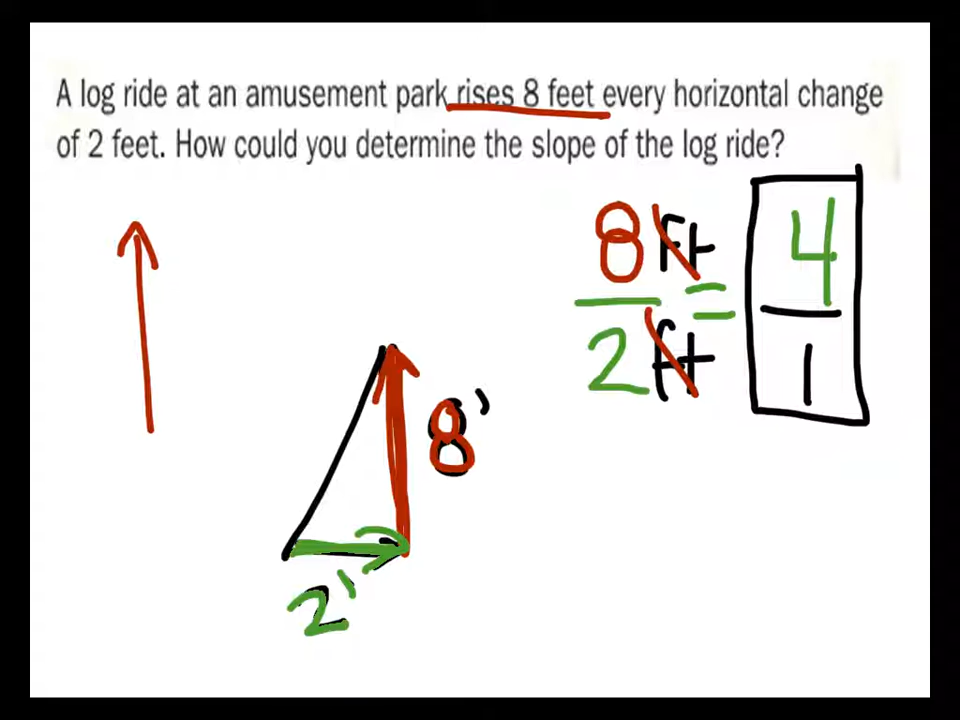 A log ride at an amusement park rises 8 feet every horizontal change
of 2 feet. How could you determine the slope of the log ride?
8 ft
2 ft
=
4
1
8'
2'